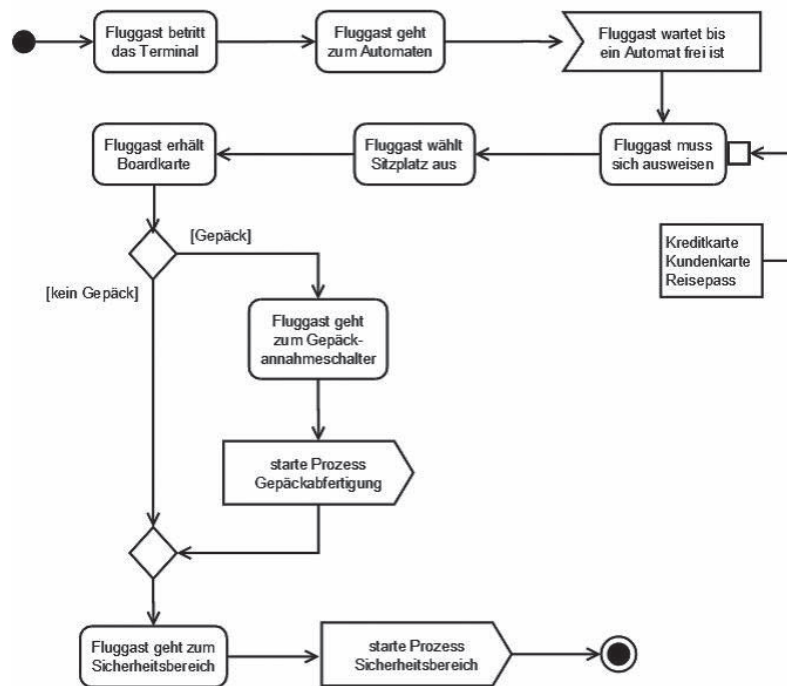 Fluggast betritt
das Terminal
Fluggast geht
zum Automaten
Fluggast wartet bis
ein Automat frei ist
Fluggast erhält
Boardkarte
Fluggast wählt
Sitzplatz aus
Fluggast muss
sich ausweisen
[Gepäck]
Kreditkarte
Kundenkarte
Reisepass
[kein Gepäck]
Fluggast geht
zum Gepäck-
annahmeschalter
starte Prozess
Gepäckabfertigung
Fluggast geht zum
Sicherheitsbereich
starte Prozess
Sicherheitsbereich